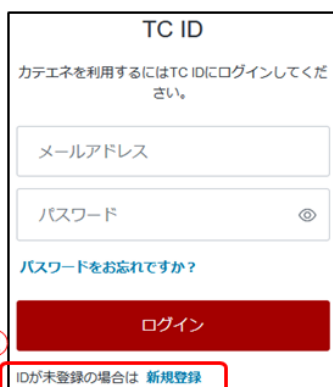 TC ID
カテエネを利用するにはTC IDにログインしてくだ
さい。
メールアドレス
パスワード
パスワードをお忘れですか？
ログイン
IDが未登録の場合は 新規登録